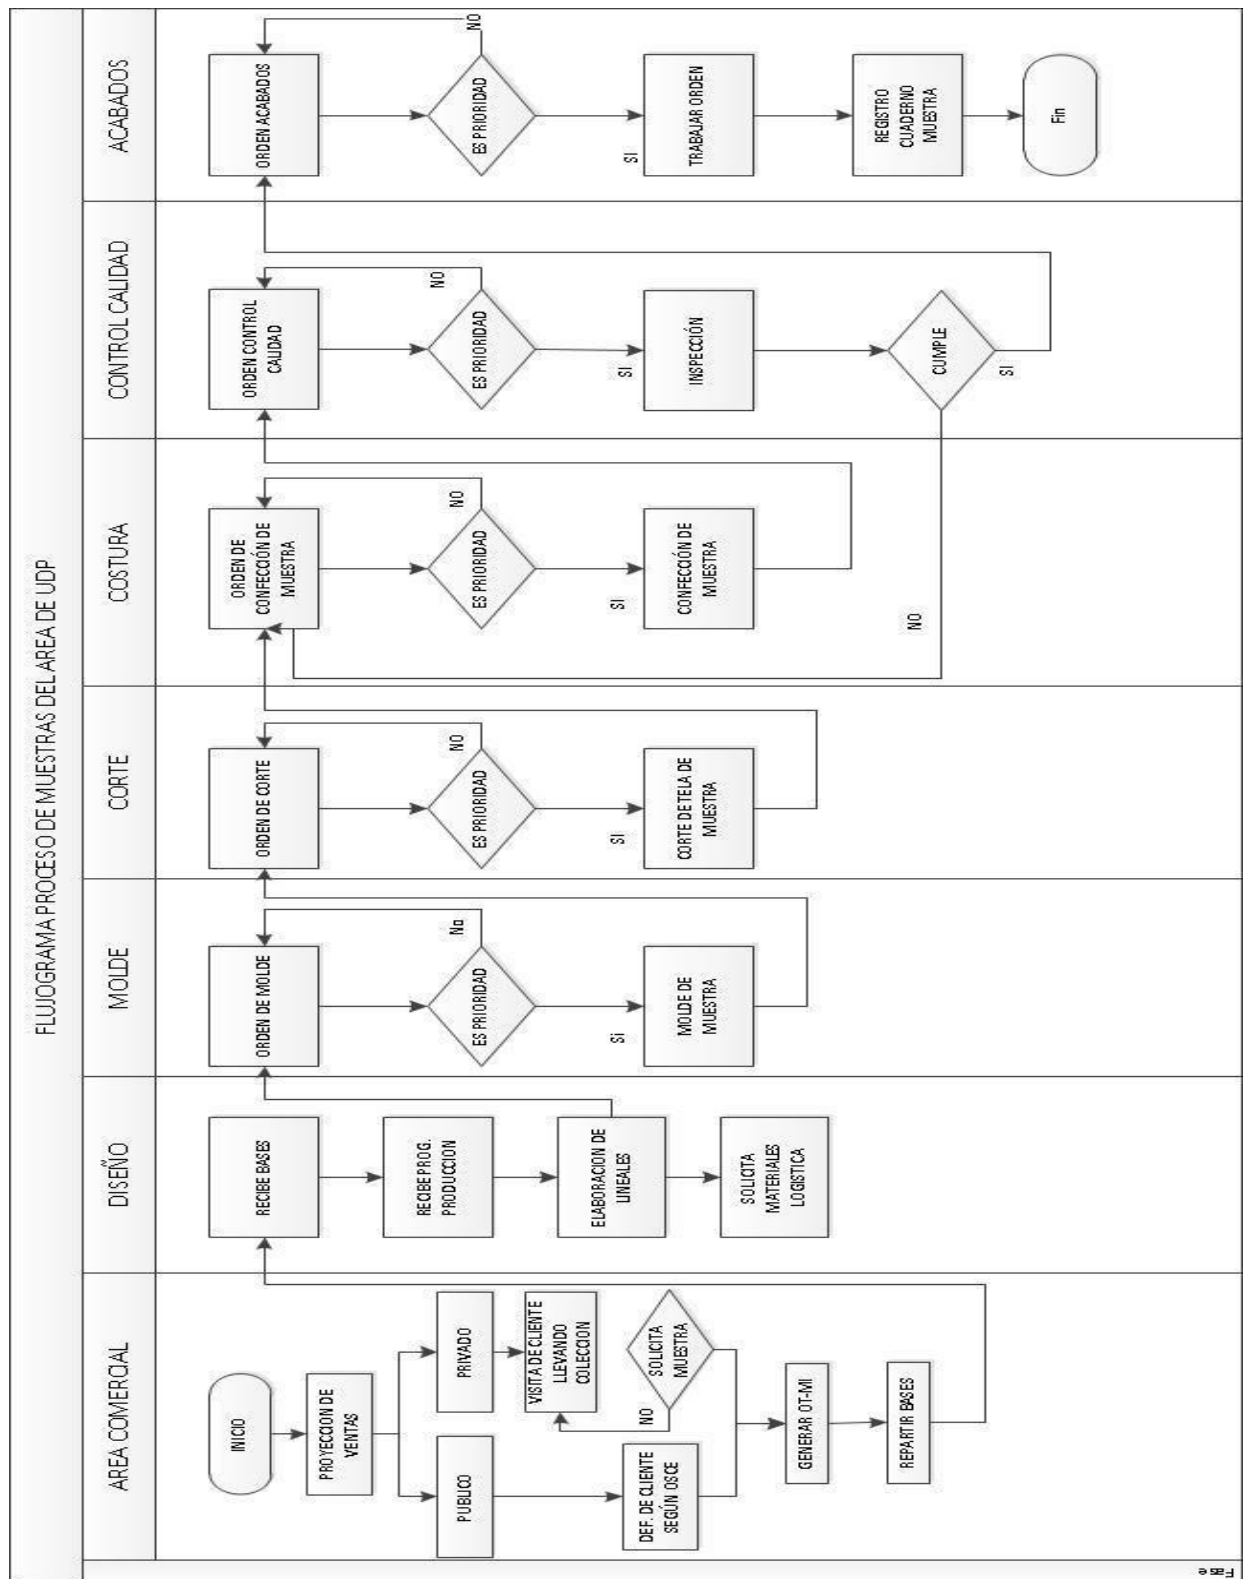 FLUJOGRAMA PROCESO DE MUESTRAS DEL AREA DE UDP
AREA COMERCIAL
INICIO
PROYECCION DE
VENTAS
PUBLICO
PRIVADO
VISITA DE CLIENTE
LLEVANDO
COLECCION
DEF. DE CLIENTE
SEGÚN OSCE
SOLICITA
MUESTRA
NO
GENERAR OT-MI
REPARTIR BASES
DISEÑO
RECIBE BASES
RECIBE PROG.
PRODUCCION
ELABORACION DE
LINEALES
SOLICITA
MATERIALES
LOGISTICA
MOLDE
ORDEN DE MOLDE
ES PRIORIDAD
No
Si
MOLDE DE
MUESTRA
CORTE
ORDEN DE CORTE
ES PRIORIDAD
NO
SI
CORTE DE TELA DE
MUESTRA
COSTURA
ORDEN DE
CONFECCIÓN DE
MUESTRA
ES PRIORIDAD
NO
SI
CONFECCIÓN DE
MUESTRA
NO
CONTROL CALIDAD
ORDEN CONTROL
CALIDAD
ES PRIORIDAD
NO
SI
INSPECCIÓN
CUMPLE
SI
ACABADOS
ORDEN ACABADOS
ES PRIORIDAD
NO
SI
TRABAJAR ORDEN
REGISTRO
CUADERNO
MUESTRA
Fin